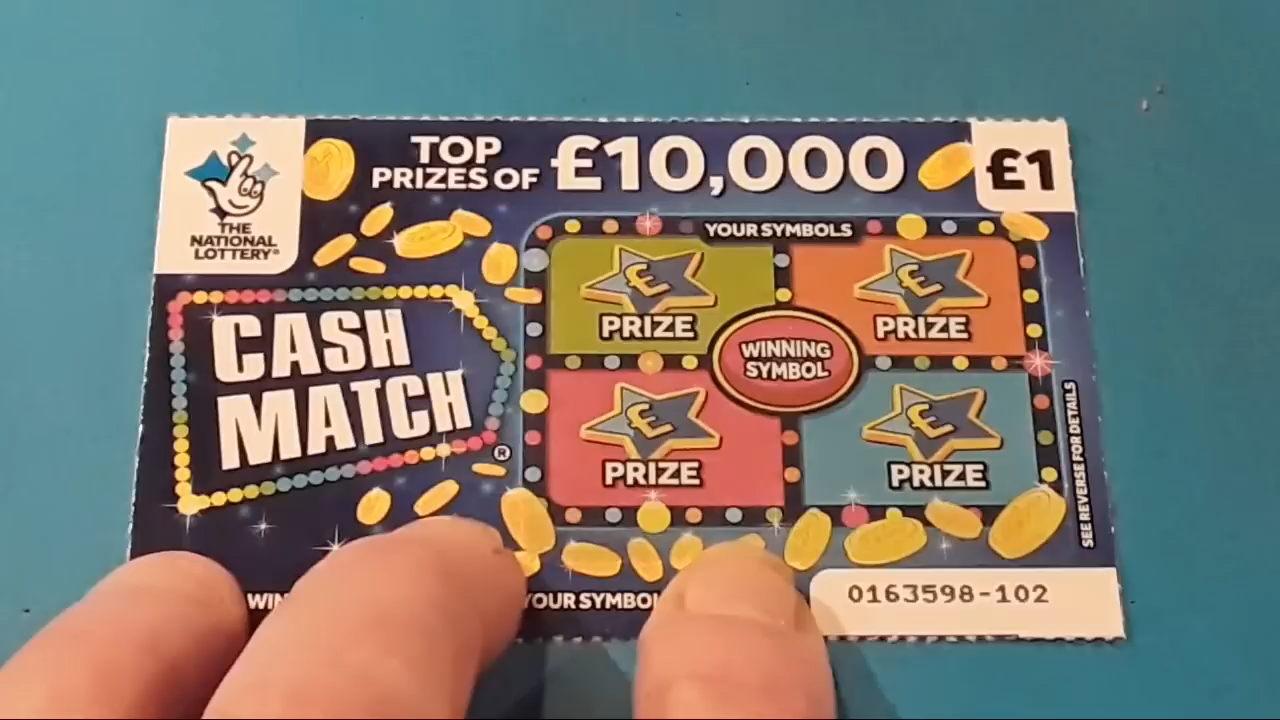 TOP
PRIZES OF £10,000
£1
THE
NATIONAL
LOTTERY®
YOUR SYMBOLS
£
PRIZE
£
PRIZE
CASH
MATCH®
WINNING
SYMBOL
£
PRIZE
£
PRIZE
SEE REVERSE FOR DETAILS
YOUR
0163598-102